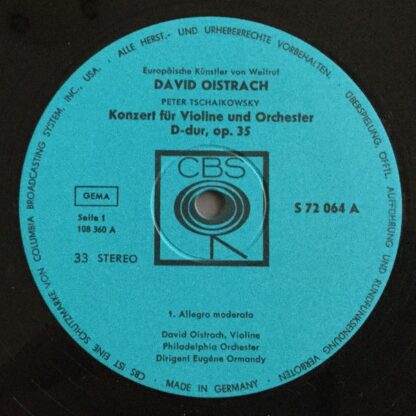 ALLE HERST.- UND URHEBERRECHTE VORBEHALTEN. ÜBERSPIELUNG, ÖFFTL. AUFFÜHRUNG UND RUNDFUNKSENDUNG VERBOTEN
Europäische Künstler von Weltruf
DAVID OISTRACH
PETER TSCHAIKOWSKY
Konzert für Violine und Orchester
D-dur, op. 35
CBS
GEMA
S 72 064 A
Seite 1
108 360 A
33 STEREO
1. Allegro moderato
David Oistrach, Violine
Philadelphia Orchester
Dirigent Eugène Ormandy
CBS IST EINE SCHUTZMARKE VON COLUMBIA BROADCASTING SYSTEM, INC., USA.
MADE IN GERMANY